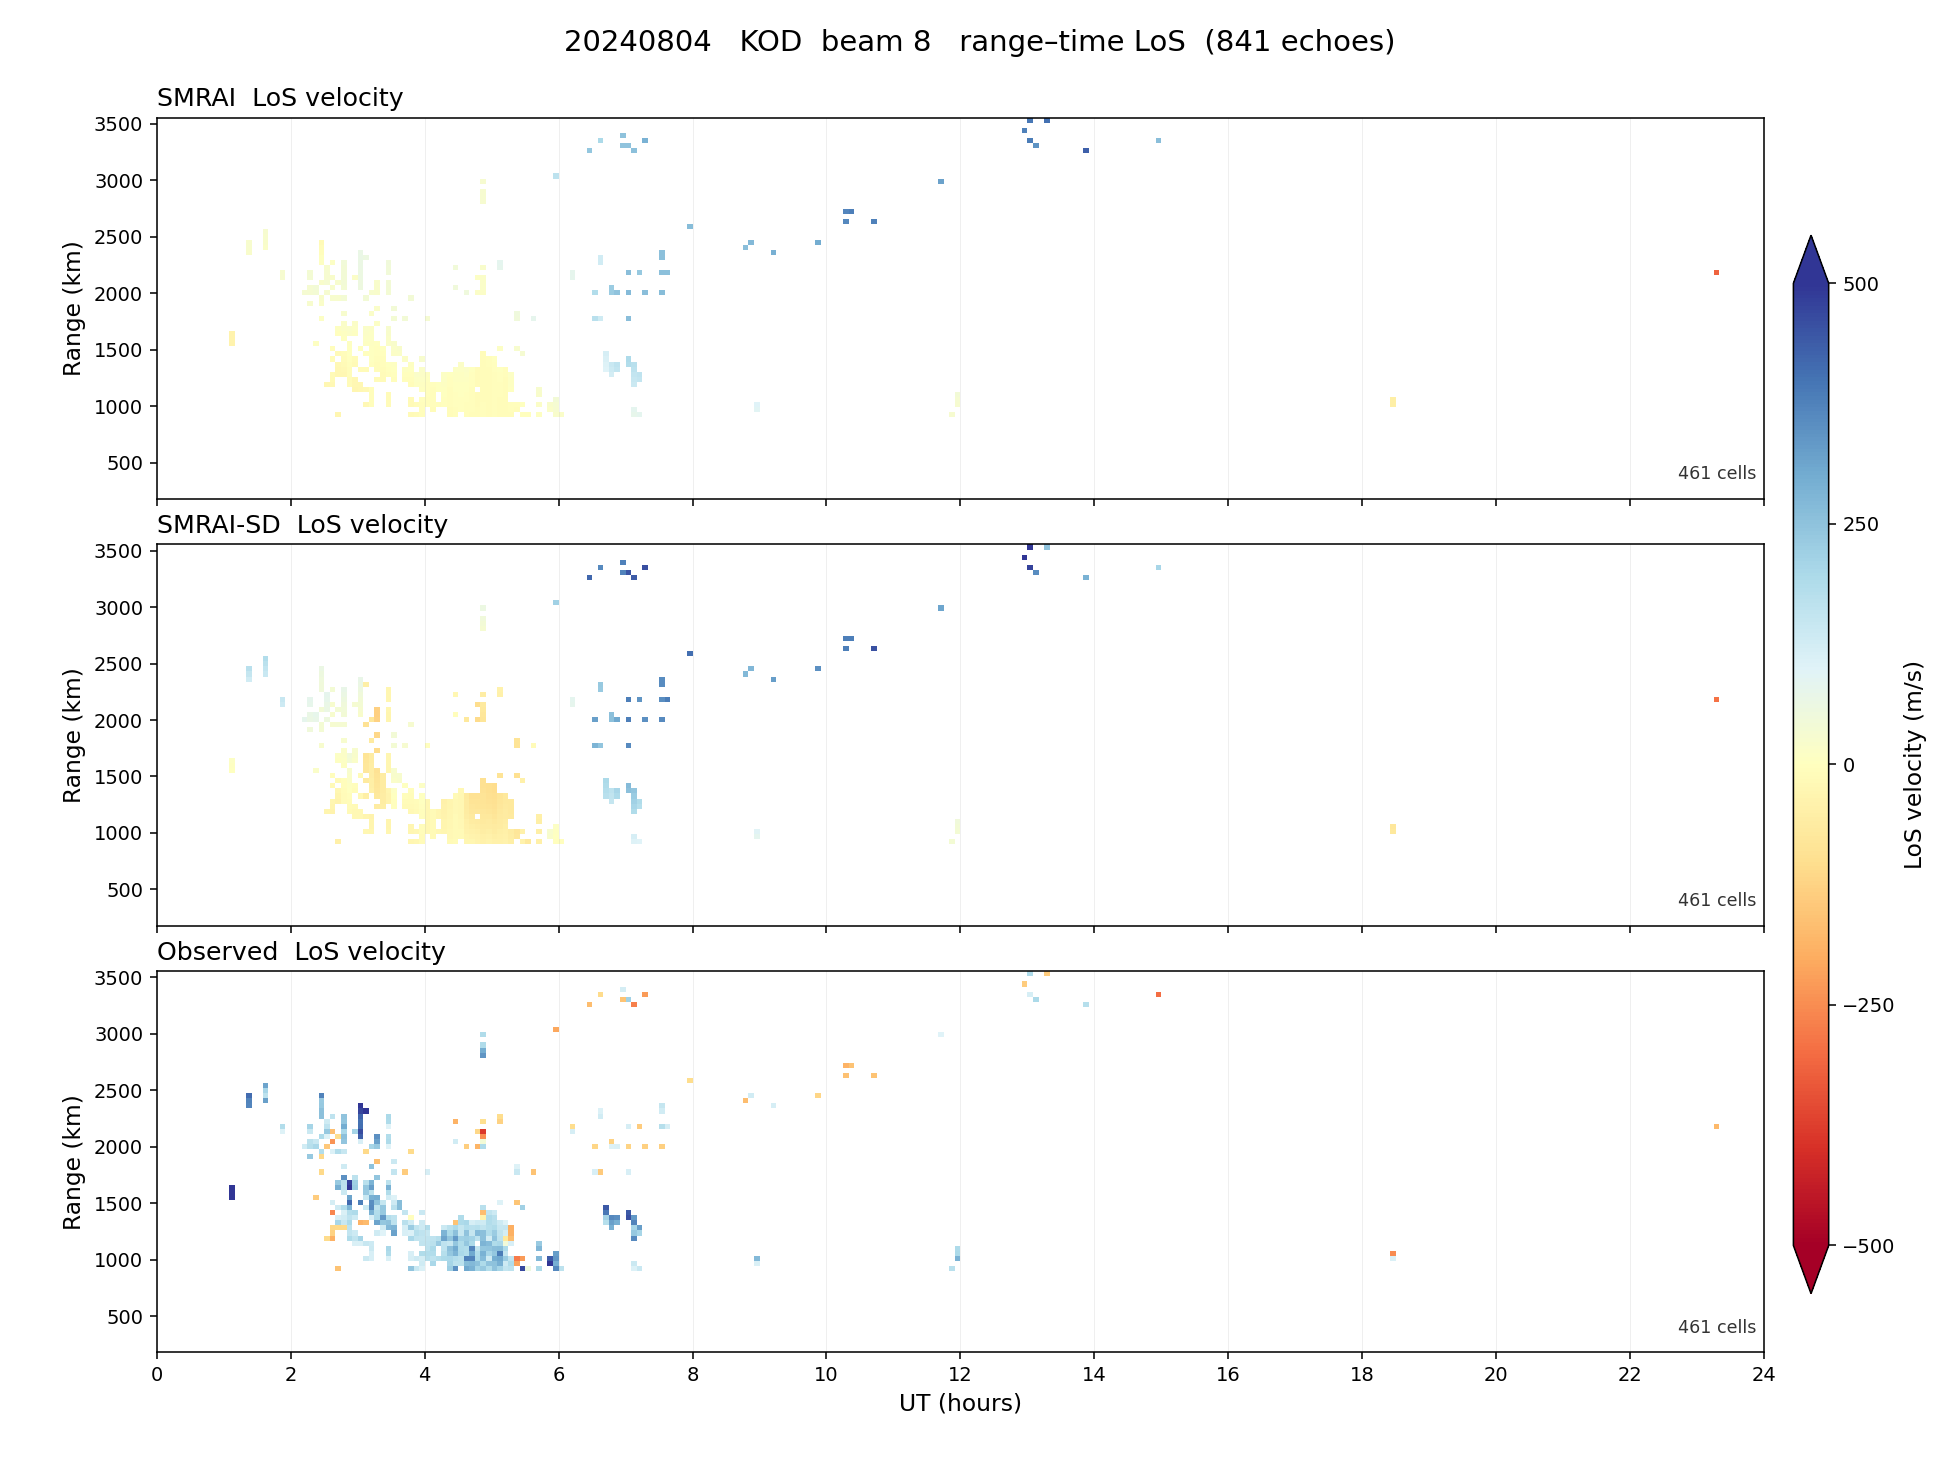 20240804   KOD  beam 8   range–time LoS  (841 echoes)
SMRAI  LoS velocity
3500
3000
2500
2000
1500
1000
500
Range (km)
461 cells
SMRAI-SD  LoS velocity
3500
3000
2500
2000
1500
1000
500
Range (km)
461 cells
Observed  LoS velocity
3500
3000
2500
2000
1500
1000
500
Range (km)
461 cells
0 2 4 6 8 10 12 14 16 18 20 22 24
UT (hours)
500
250
0
−250
−500
LoS velocity (m/s)